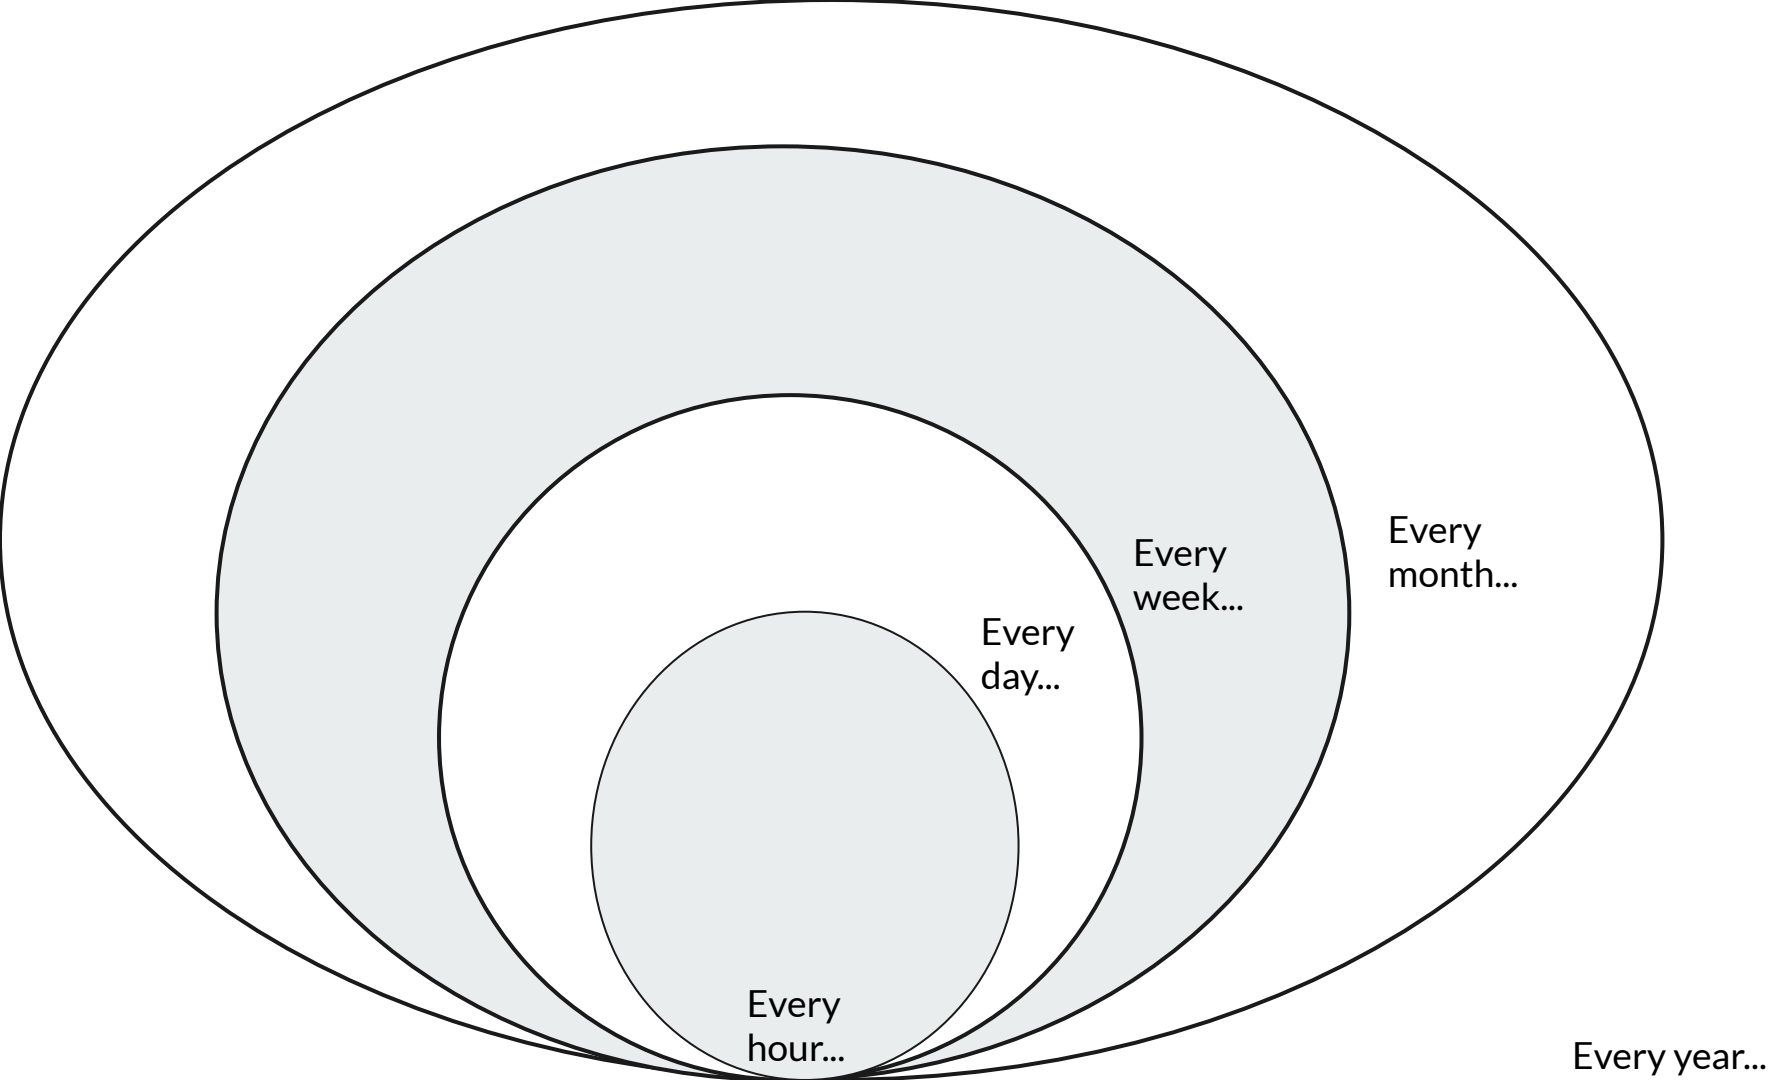 Every
month...
Every
week...
Every
day...
Every
hour...
Every year...